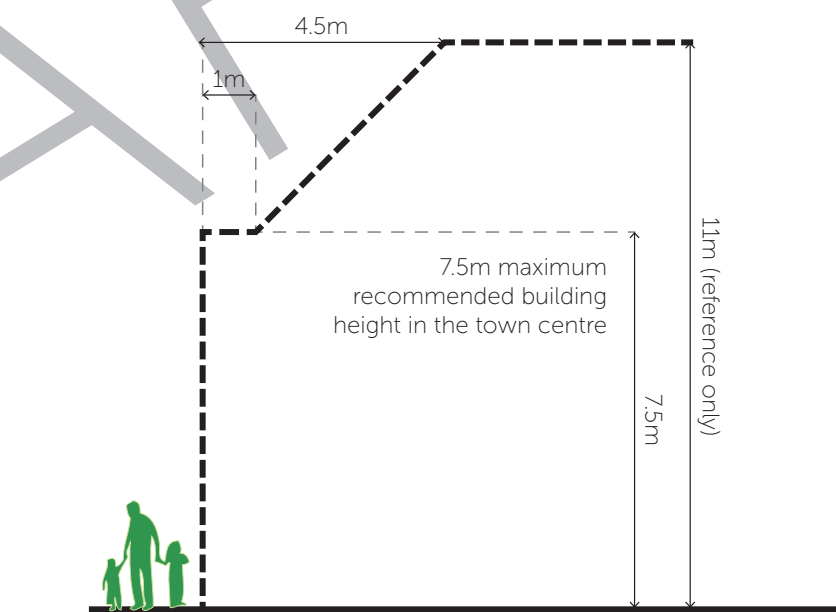 4.5m
1m
7.5m maximum
recommended building
height in the town centre
7.5m
11m (reference only)